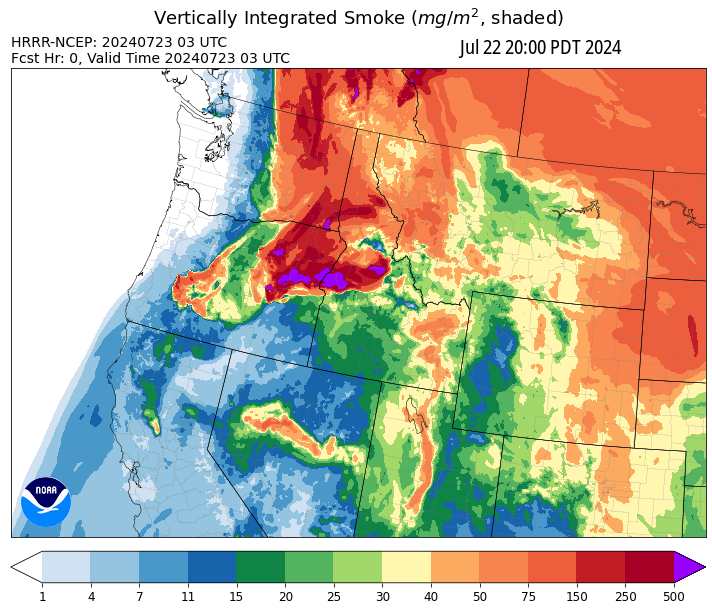 Vertically Integrated Smoke (mg/m², shaded)
HRRR-NCEP: 20240723 03 UTC
Fcst Hr: 0, Valid Time 20240723 03 UTC
Jul 22 20:00 PDT 2024
NOAA
1 4 7 11 15 20 25 30 40 50 75 150 250 500